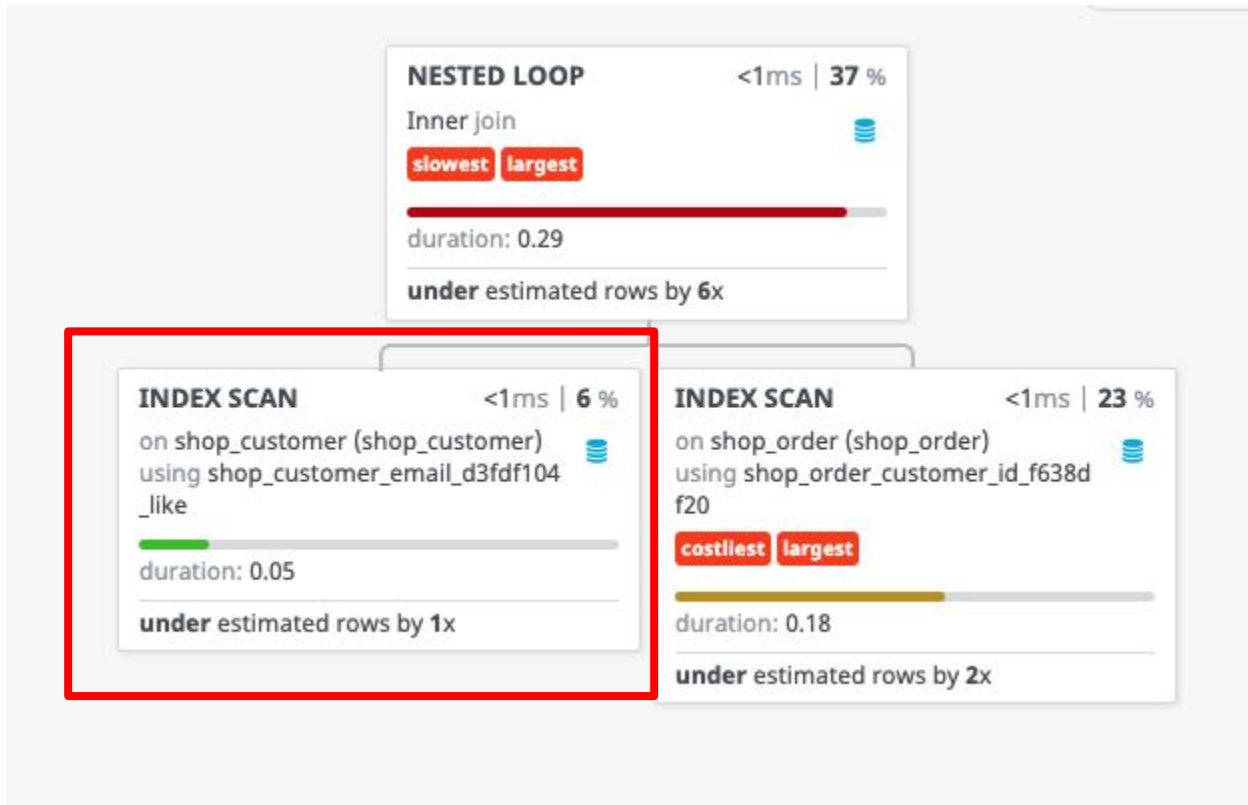 NESTED LOOP <1ms | 37 %
Inner join
slowest largest
duration: 0.29
under estimated rows by 6x
INDEX SCAN <1ms | 6 %
on shop_customer (shop_customer)
using shop_customer_email_d3fdf104
_like
duration: 0.05
under estimated rows by 1x
INDEX SCAN <1ms | 23 %
on shop_order (shop_order)
using shop_order_customer_id_f638d
f20
costliest largest
duration: 0.18
under estimated rows by 2x